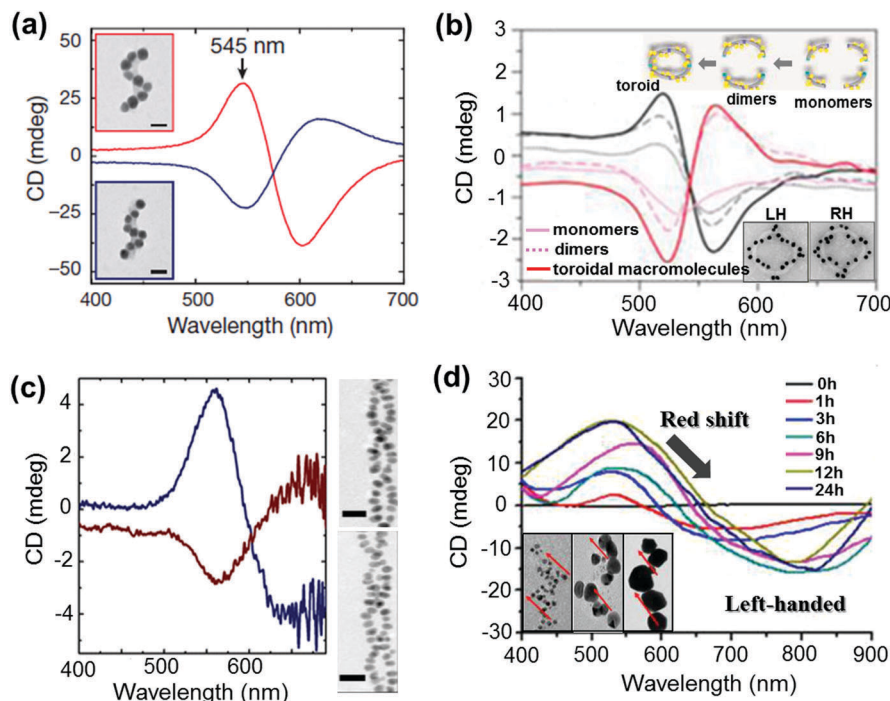 (a)
545 nm
CD (mdeg)
50
25
0
−25
−50
400
500
600
700
Wavelength (nm)
(b)
CD (mdeg)
3
2
1
0
-1
-2
-3
toroid
dimers
monomers
monomers
dimers
toroidal macromolecules
LH
RH
400
500
600
700
Wavelength (nm)
(c)
CD (mdeg)
4
2
0
-2
-4
400
500
600
Wavelength (nm)
(d)
CD (mdeg)
30
20
10
0
-10
-20
-30
Red shift
0h
1h
3h
6h
9h
12h
24h
Left-handed
400
500
600
700
800
900
Wavelength (nm)